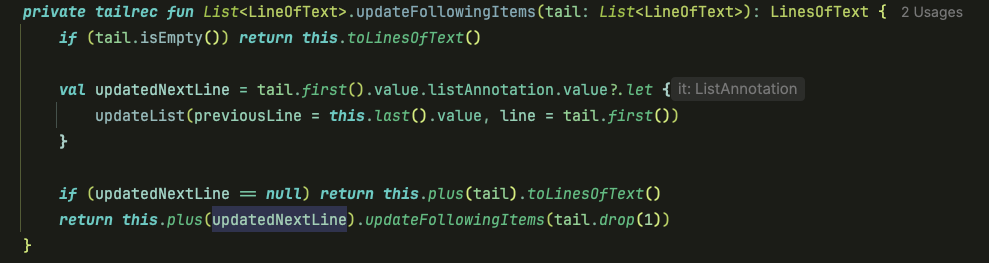 private tailrec fun List<LineOfText>.updateFollowingItems(tail: List<LineOfText>): LinesOfText { 2 Usages
    if (tail.isEmpty()) return this.toLinesOfText()

    val updatedNextLine = tail.first().value.listAnnotation.value?.let { it: ListAnnotation
        updateList(previousLine = this.last().value, line = tail.first())
    }

    if (updatedNextLine == null) return this.plus(tail).toLinesOfText()
    return this.plus(updatedNextLine).updateFollowingItems(tail.drop(1))
}